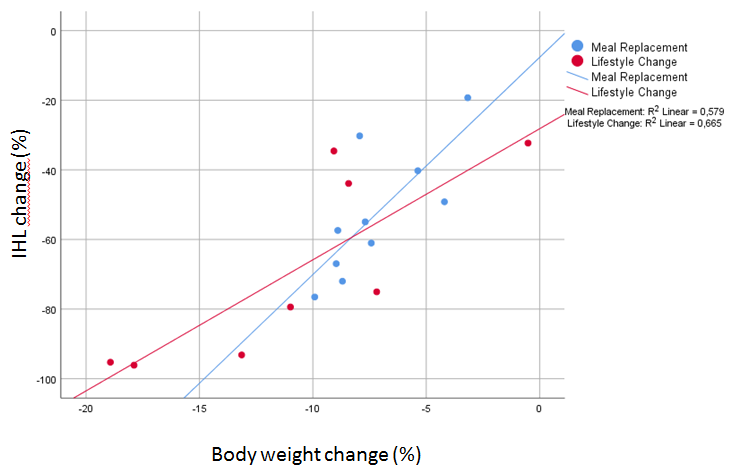 0
-20
-40
-60
-80
-100
IHL change (%)
-20 -15 -10 -5 0
Body weight change (%)
Meal Replacement
Lifestyle Change
Meal Replacement
Lifestyle Change
Meal Replacement: R² Linear = 0,579
Lifestyle Change: R² Linear = 0,665